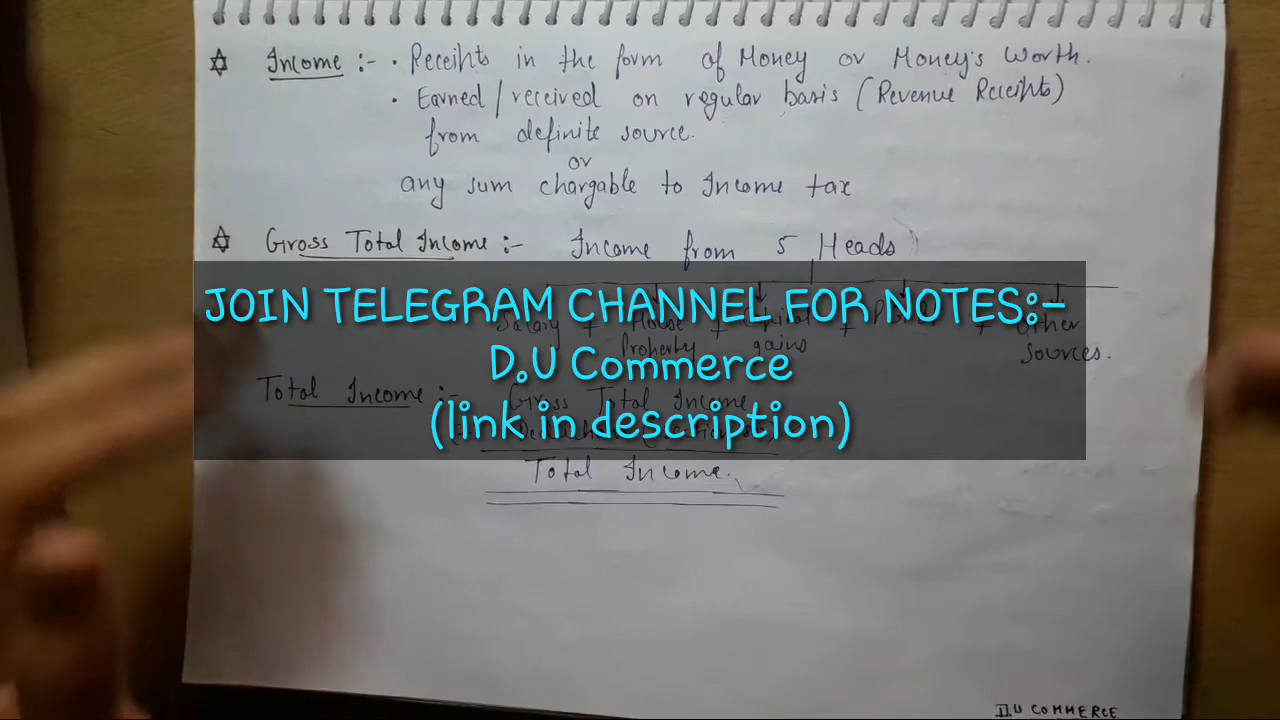 Income :- . Receipts in the form of Money or Money's Worth.
. Earned/received on regular basis (Revenue Receipts)
from definite source.
or
any sum chargable to Income tax
Gross Total Income :- Income from 5 Heads
JOIN TELEGRAM CHANNEL FOR NOTES:-
Salary + House + Capital + + Other
Property gains Sources.
D.U Commerce
Total Income :- Gross Total Income
(link in description)
Total Income.
D.U COMMERCE